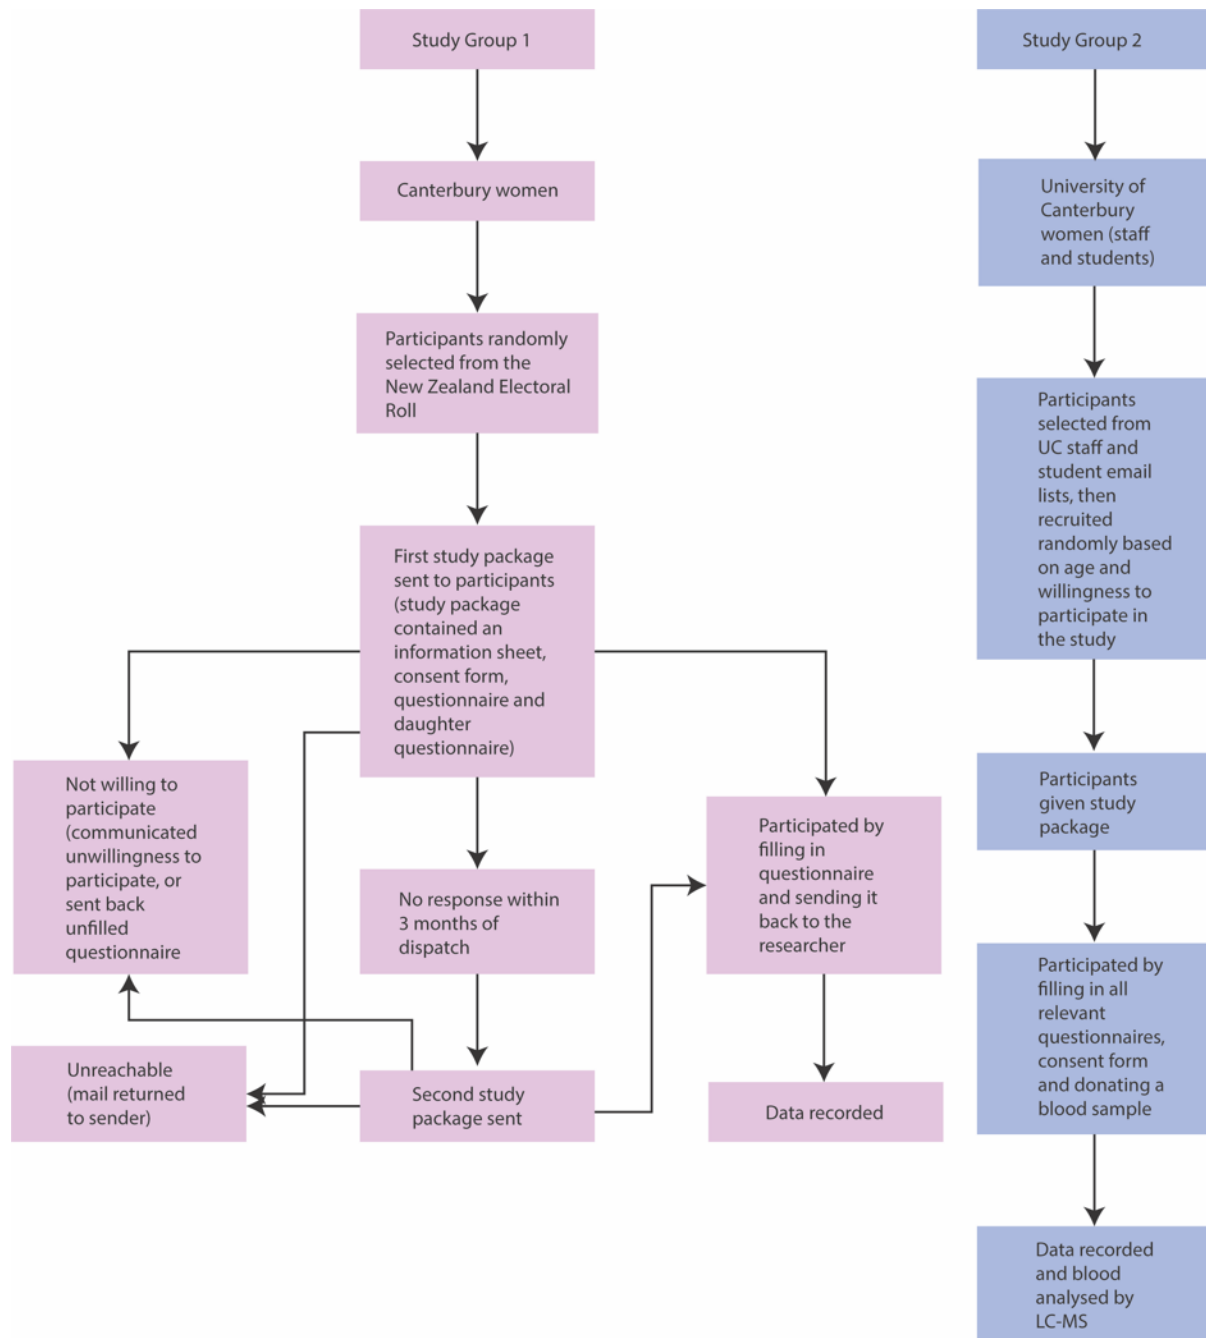 Study Group 1
Canterbury women
Participants randomly
selected from the
New Zealand Electoral
Roll
First study package
sent to participants
(study package
contained an
information sheet,
consent form,
questionnaire and
daughter
questionnaire)
Not willing to
participate
(communicated
unwillingness to
participate, or
sent back
unfilled
questionnaire
No response within
3 months of
dispatch
Participated by
filling in
questionnaire
and sending it
back to the
researcher
Unreachable
(mail returned
to sender)
Second study
package sent
Data recorded
Study Group 2
University of
Canterbury
women (staff
and students)
Participants
selected from
UC staff and
student email
lists, then
recruited
randomly based
on age and
willingness to
participate in
the study
Participants
given study
package
Participated by
filling in all
relevant
questionnaires,
consent form
and donating a
blood sample
Data recorded
and blood
analysed by
LC-MS